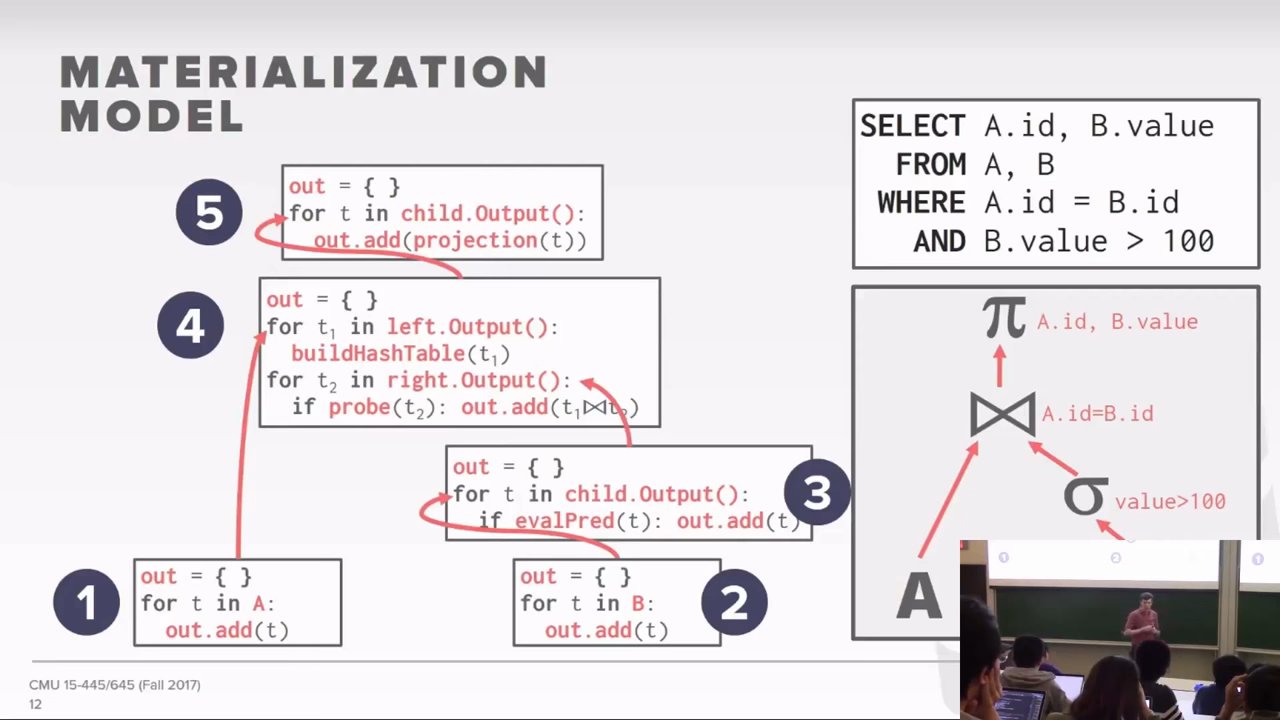 MATERIALIZATION
MODEL
5
out = { }
for t in child.Output():
out.add(projection(t))
4
out = { }
for t₁ in left.Output():
buildHashTable(t₁)
for t₂ in right.Output():
if probe(t₂): out.add(t₁⋈t₂)
3
out = { }
for t in child.Output():
if evalPred(t): out.add(t)
1
out = { }
for t in A:
out.add(t)
2
out = { }
for t in B:
out.add(t)
SELECT A.id, B.value
FROM A, B
WHERE A.id = B.id
AND B.value > 100
π A.id, B.value
⋈ A.id=B.id
σ value>100
A
1
2
1
CMU 15-445/645 (Fall 2017)
12